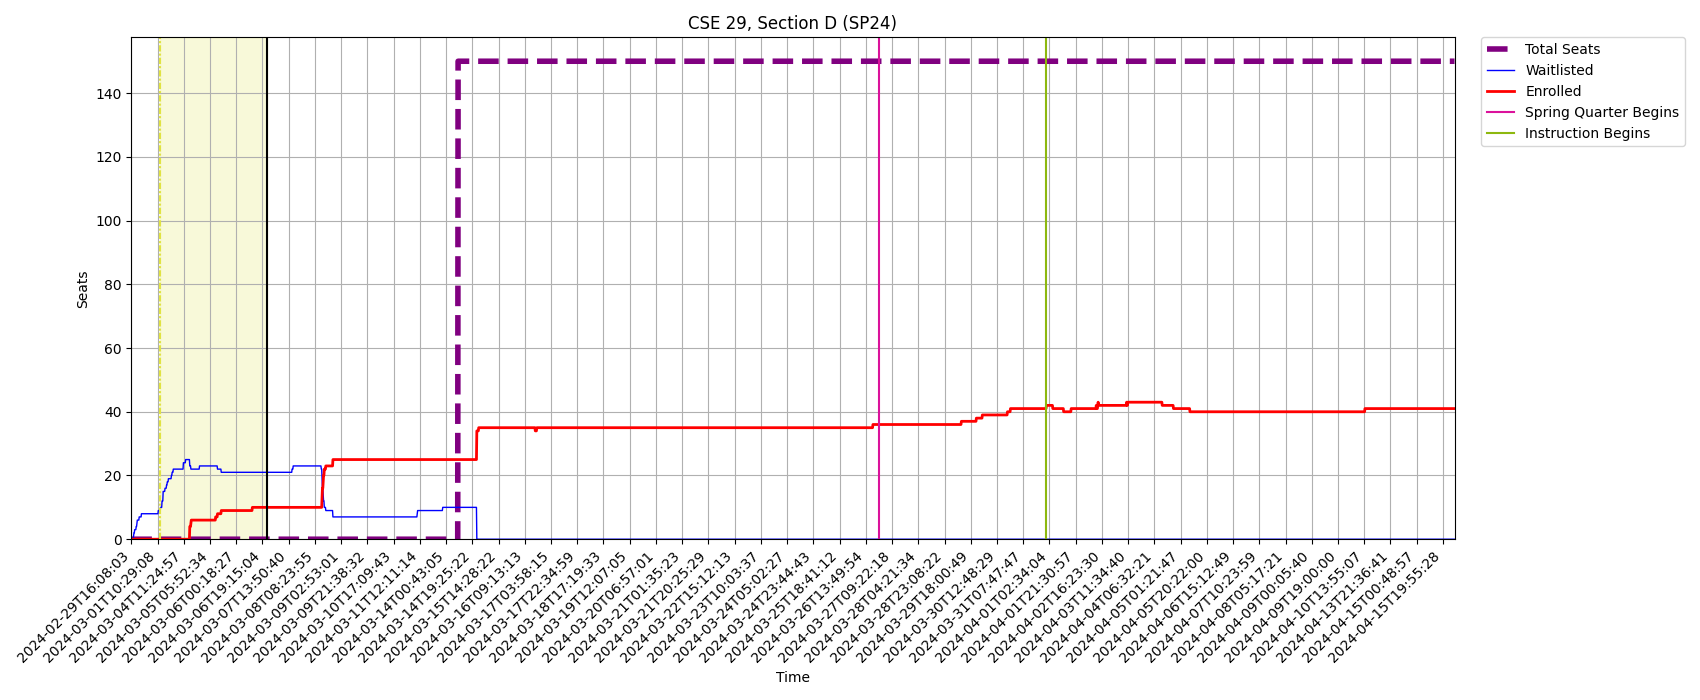 CSE 29, Section D (SP24)
Total Seats
Waitlisted
Enrolled
Spring Quarter Begins
Instruction Begins
Seats
140
120
100
80
60
40
20
0
2024-02-29T16:08:03
2024-03-01T10:29:08
2024-03-04T11:24:57
2024-03-05T05:52:34
2024-03-06T00:18:27
2024-03-06T19:15:04
2024-03-07T13:50:40
2024-03-08T08:23:55
2024-03-09T02:53:01
2024-03-09T21:38:32
2024-03-10T17:09:43
2024-03-11T12:11:14
2024-03-14T00:43:05
2024-03-14T19:25:22
2024-03-15T14:28:22
2024-03-16T09:13:13
2024-03-17T03:58:15
2024-03-17T22:34:59
2024-03-18T17:19:33
2024-03-19T12:07:05
2024-03-20T06:57:01
2024-03-21T01:35:23
2024-03-21T20:25:29
2024-03-22T15:12:13
2024-03-23T10:03:37
2024-03-24T05:02:27
2024-03-24T23:44:43
2024-03-25T18:41:12
2024-03-26T13:49:54
2024-03-27T09:22:18
2024-03-28T04:21:34
2024-03-28T23:08:22
2024-03-29T18:00:49
2024-03-30T12:48:29
2024-03-31T07:47:47
2024-04-01T02:34:04
2024-04-01T21:30:57
2024-04-02T16:23:30
2024-04-03T11:34:40
2024-04-04T06:32:21
2024-04-05T01:21:47
2024-04-05T20:22:00
2024-04-06T15:12:49
2024-04-07T10:23:59
2024-04-08T05:17:21
2024-04-09T00:05:40
2024-04-09T19:00:00
2024-04-10T13:55:07
2024-04-13T21:36:41
2024-04-15T00:48:57
2024-04-15T19:55:28
Time